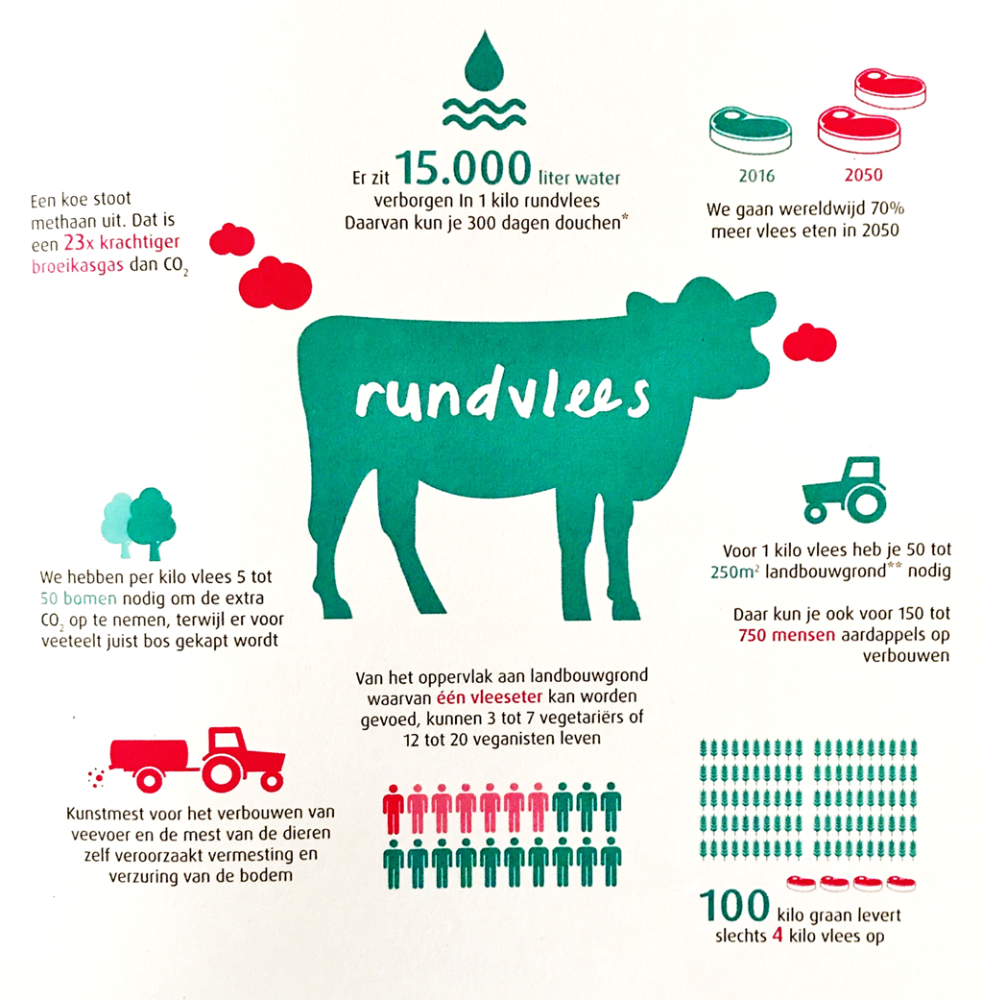 Er zit 15.000 liter water
verborgen In 1 kilo rundvlees
Daarvan kun je 300 dagen douchen*
2016
2050
We gaan wereldwijd 70%
meer vlees eten in 2050
Een koe stoot
methaan uit. Dat is
een 23x krachtiger
broeikasgas dan CO₂
rundvlees
We hebben per kilo vlees 5 tot
50 bomen nodig om de extra
CO₂ op te nemen, terwijl er voor
veeteelt juist bos gekapt wordt
Voor 1 kilo vlees heb je 50 tot
250m² landbouwgrond** nodig
Daar kun je ook voor 150 tot
750 mensen aardappels op
verbouwen
Van het oppervlak aan landbouwgrond
waarvan één vleeseter kan worden
gevoed, kunnen 3 tot 7 vegetariërs of
12 tot 20 veganisten leven
Kunstmest voor het verbouwen van
veevoer en de mest van de dieren
zelf veroorzaakt vermesting en
verzuring van de bodem
100 kilo graan levert
slechts 4 kilo vlees op